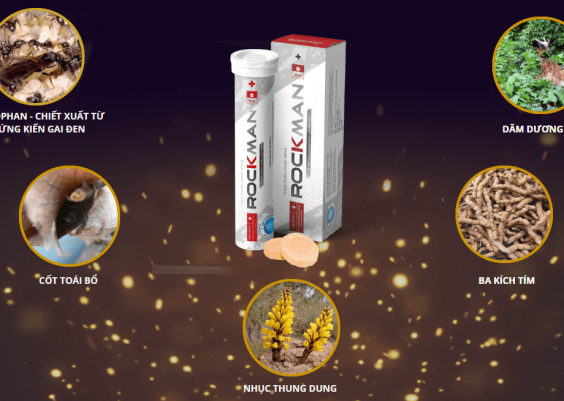 OPHAN - CHIẾT XUẤT TỪ
ỨNG KIẾN GAI ĐEN
DÂM DƯƠNG
ROCKMAN
ROCKMAN
CỐT TOÁI BỔ
BA KÍCH TÍM
NHỤC THUNG DUNG